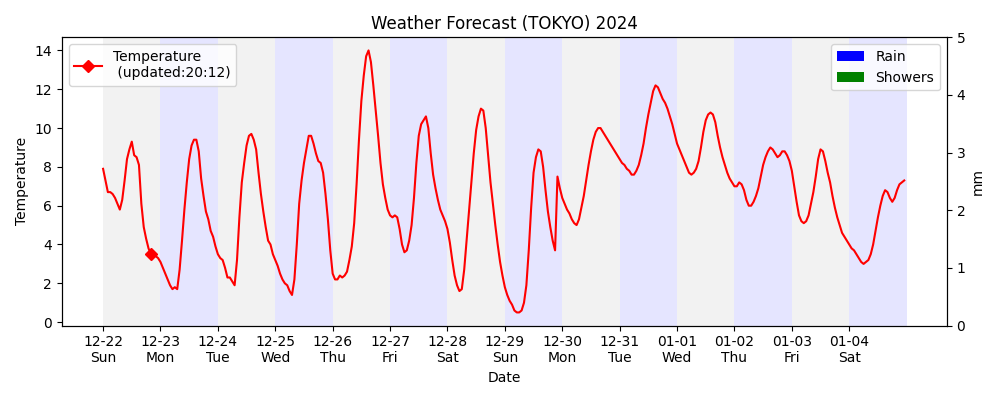 Weather Forecast (TOKYO) 2024
Temperature
(updated:20:12)
Rain
Showers
Temperature
14
12
10
8
6
4
2
0
5
4
3
2
1
0
mm
12-22 12-23 12-24 12-25 12-26 12-27 12-28 12-29 12-30 12-31 01-01 01-02 01-03 01-04
Sun Mon Tue Wed Thu Fri Sat Sun Mon Tue Wed Thu Fri Sat
Date